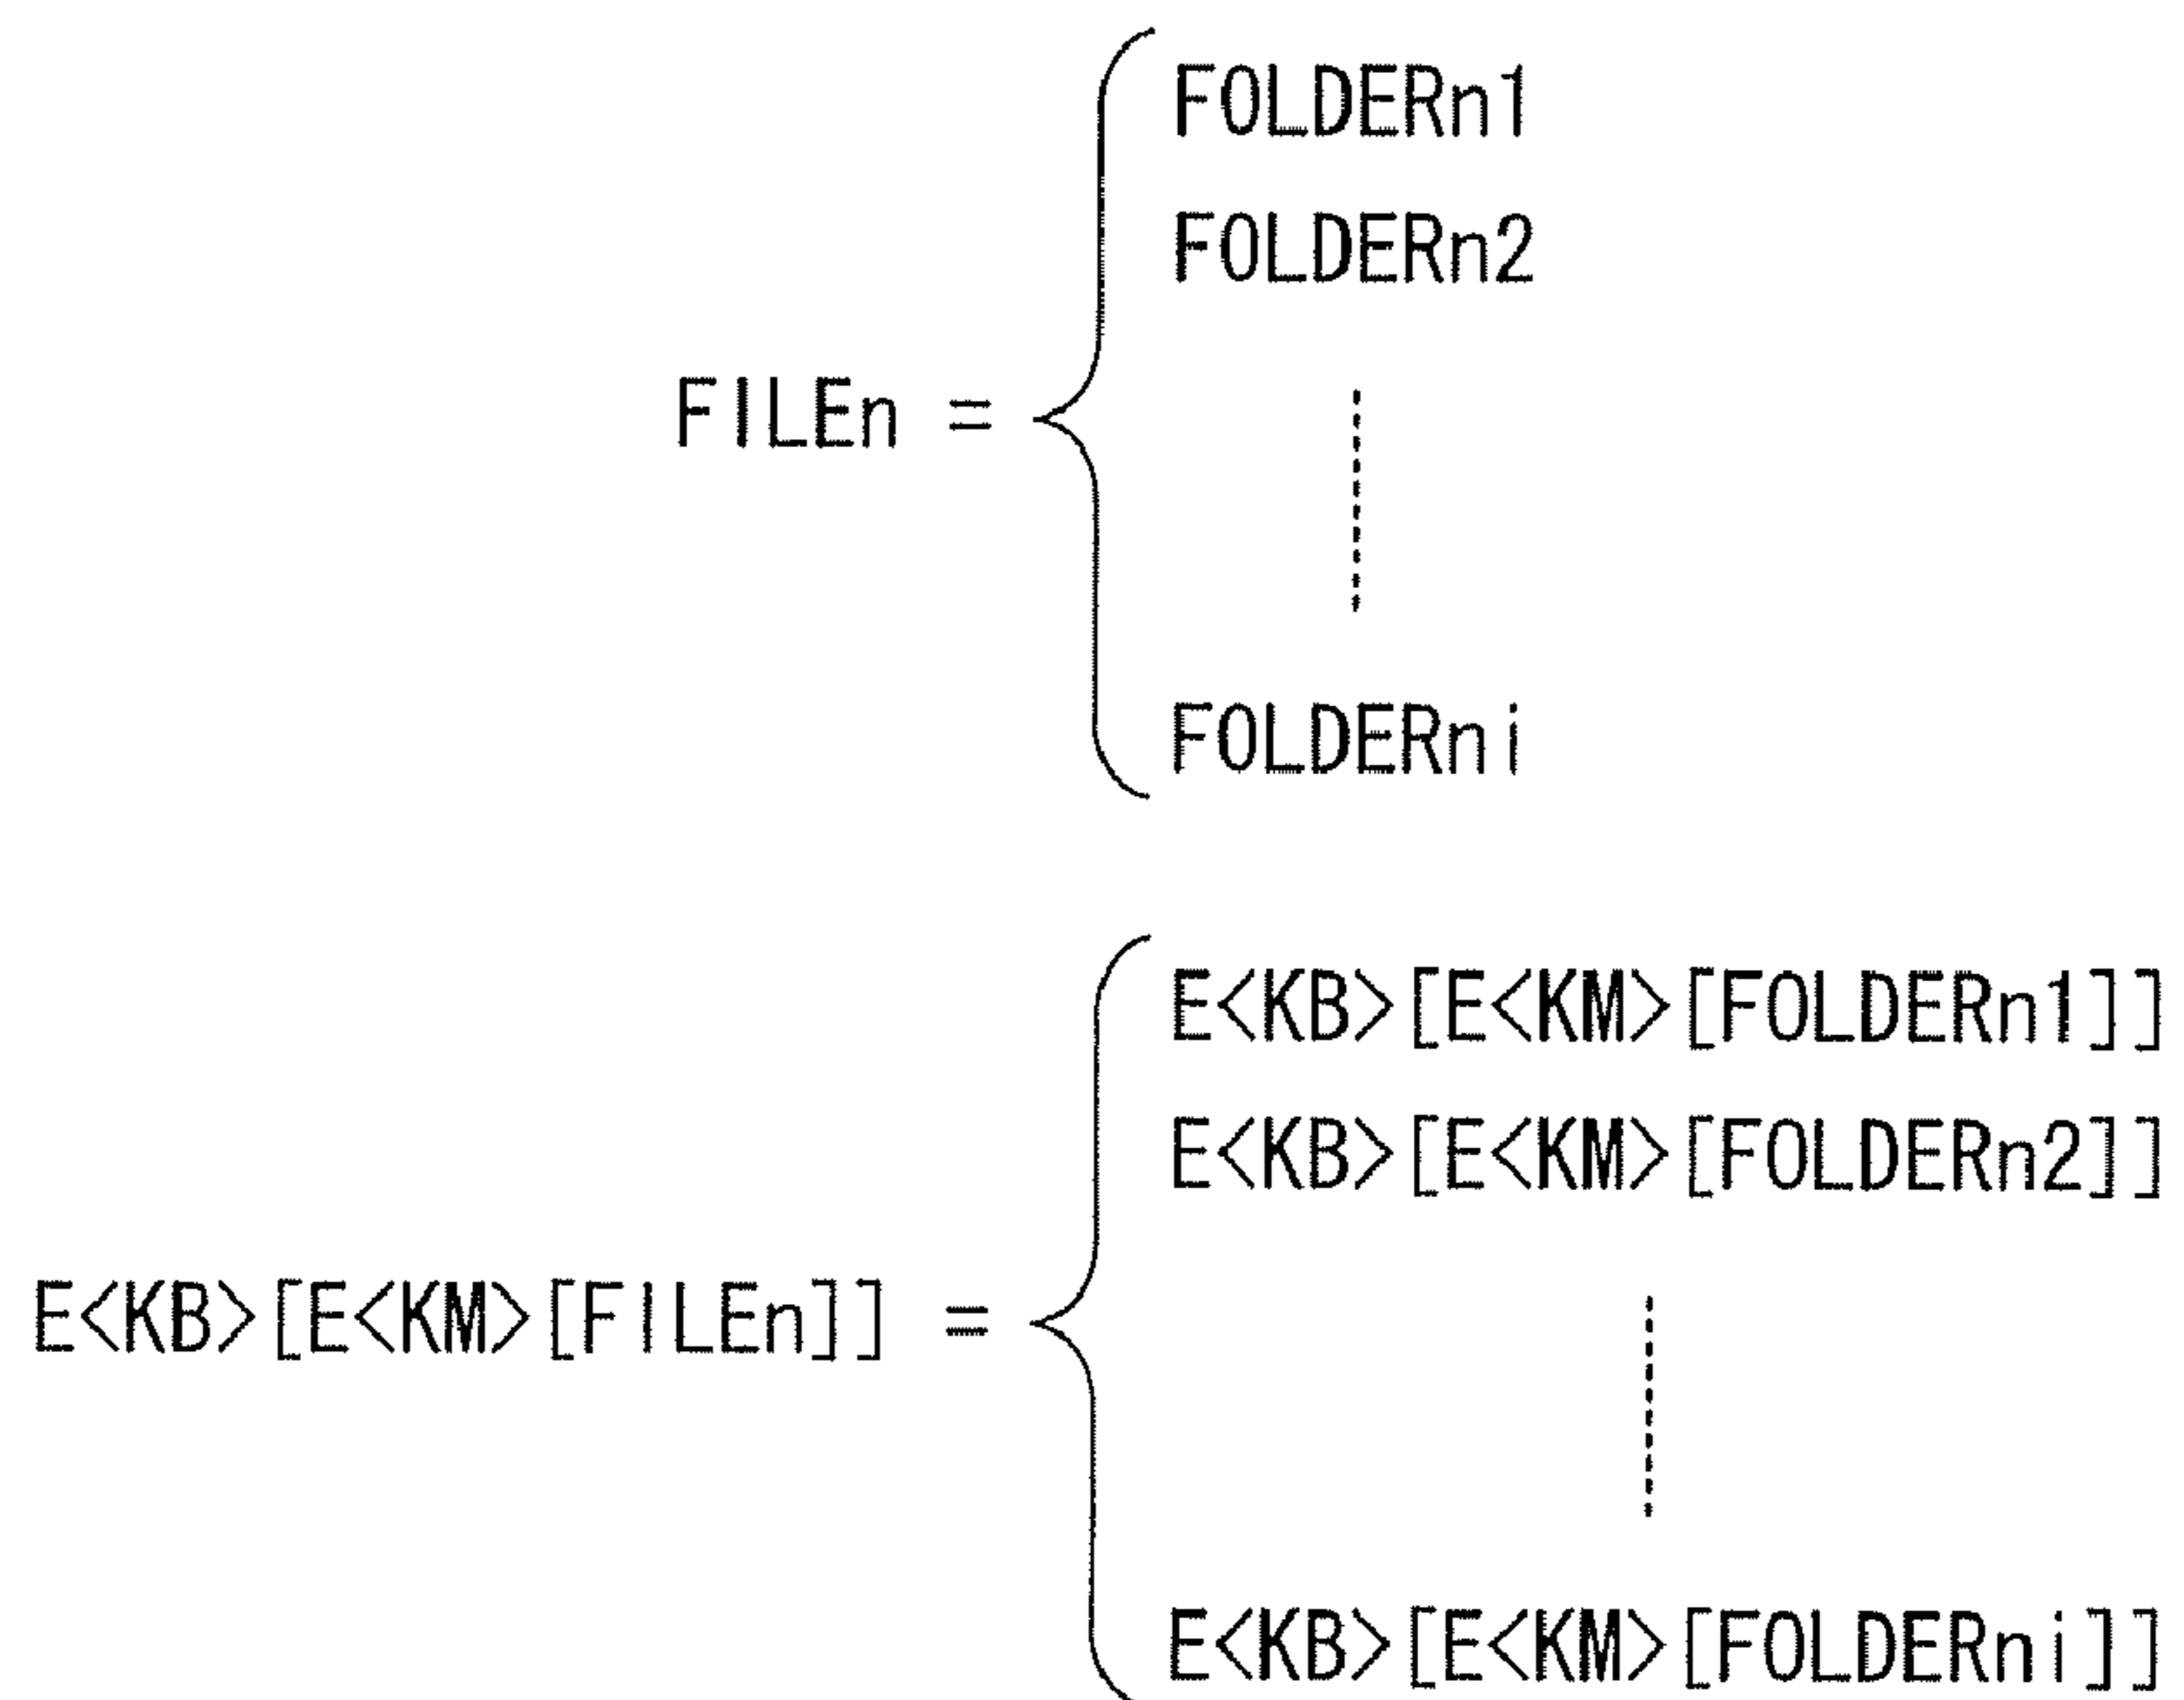 FOLDERn1
FOLDERn2
FILEn =
FOLDERni
E<KB>[E<KM>[FOLDERn1]]
E<KB>[E<KM>[FOLDERn2]]
E<KB>[E<KM>[FILEn]] =
E<KB>[E<KM>[FOLDERni]]